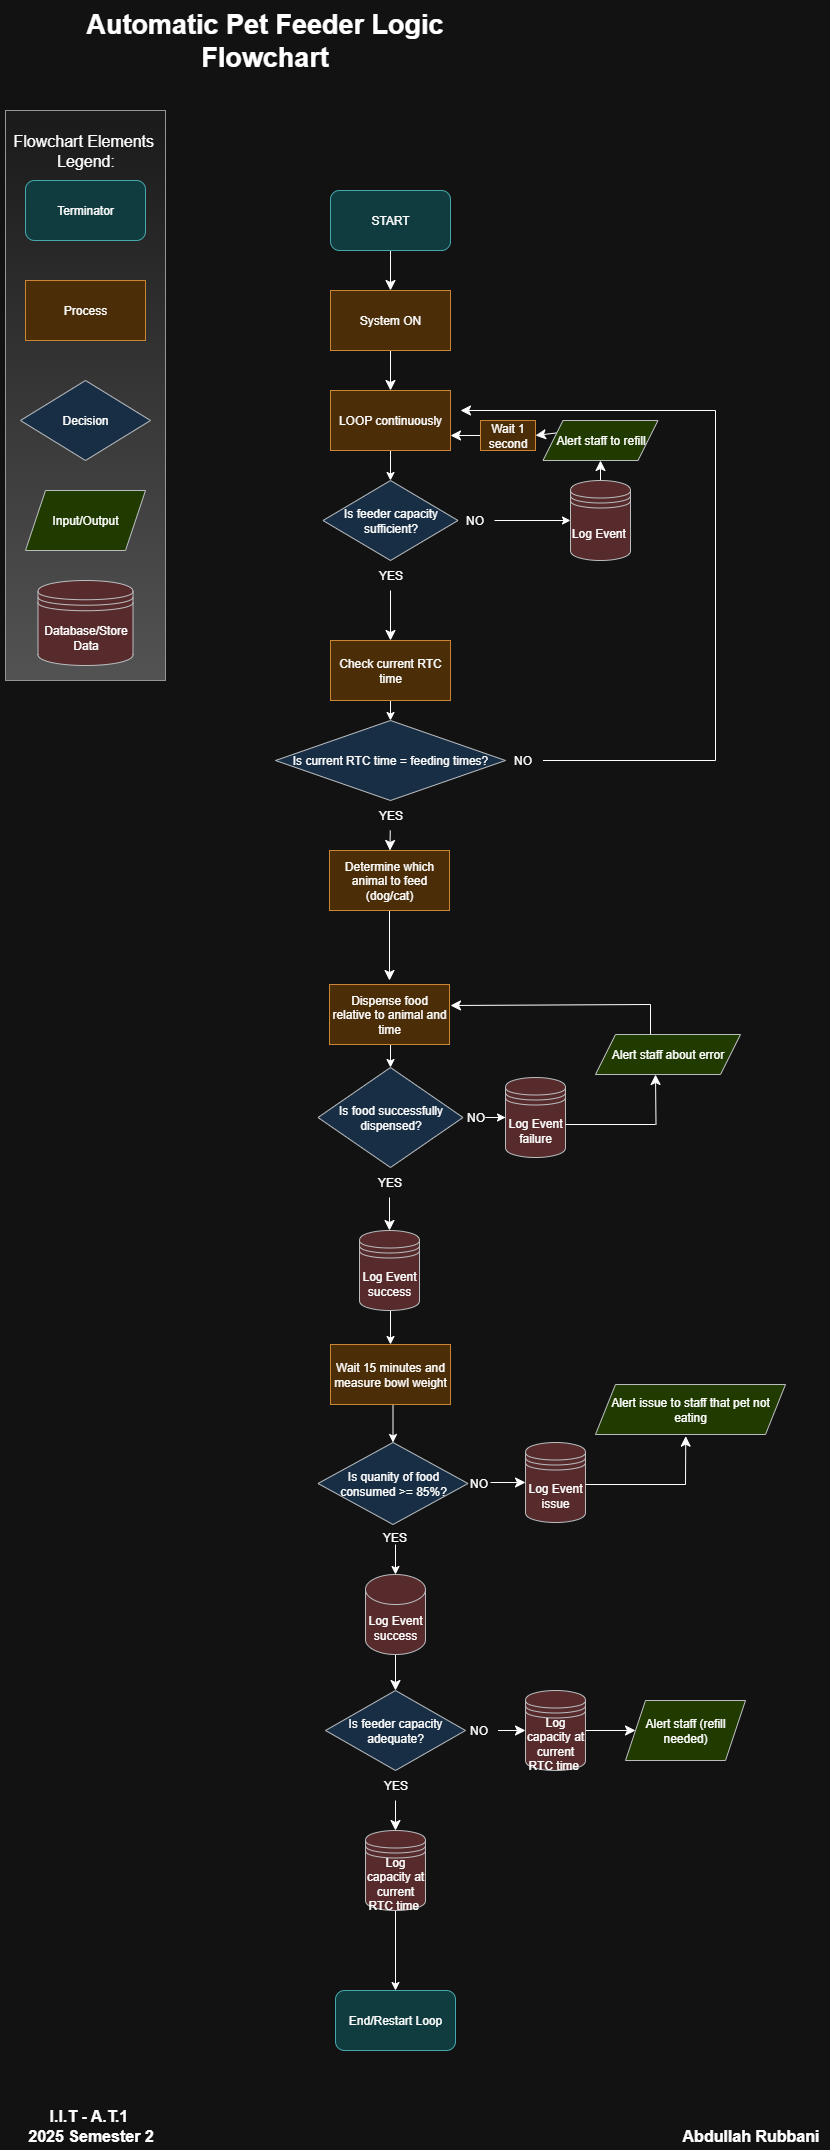 Automatic Pet Feeder Logic
Flowchart
Flowchart Elements
Legend:
Terminator
Process
Decision
Input/Output
Database/Store
Data
START
System ON
LOOP continuously
Wait 1
second
Alert staff to refill
Is feeder capacity
sufficient?
NO
Log Event
YES
Check current RTC
time
Is current RTC time = feeding times?
NO
YES
Determine which
animal to feed
(dog/cat)
Dispense food
relative to animal and
time
Alert staff about error
Is food successfully
dispensed?
NO
Log Event
failure
YES
Log Event
success
Wait 15 minutes and
measure bowl weight
Alert issue to staff that pet not
eating
Is quanity of food
consumed >= 85%?
NO
Log Event
issue
YES
Log Event
success
Is feeder capacity
adequate?
NO
Log
capacity at
current
RTC time
Alert staff (refill
needed)
YES
Log
capacity at
current
RTC time
End/Restart Loop
I.I.T - A.T.1
2025 Semester 2
Abdullah Rubbani